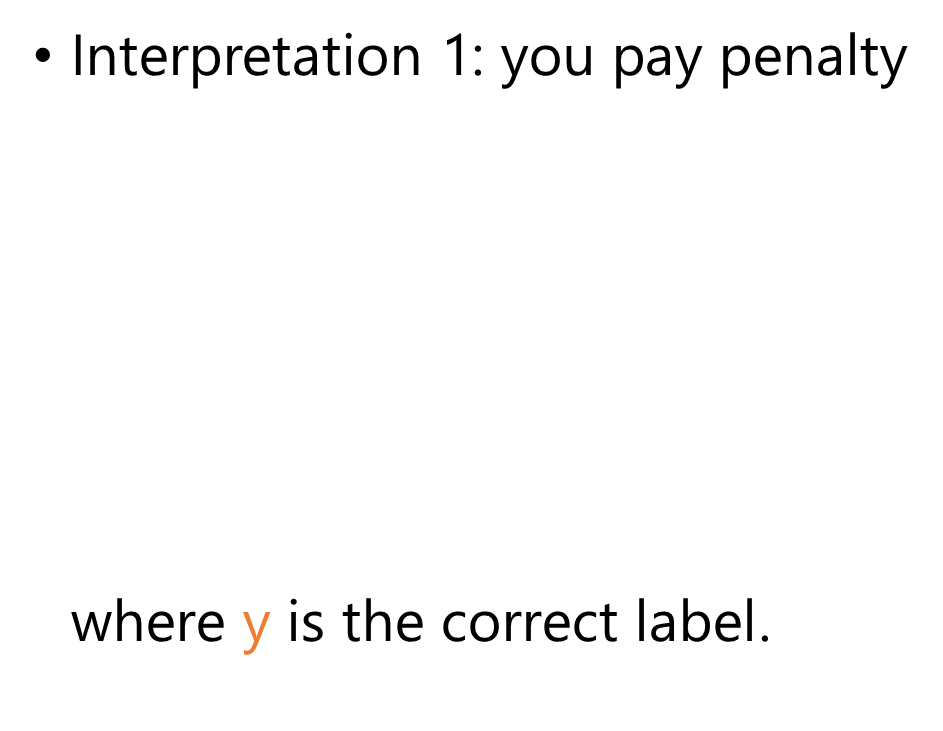 • Interpretation 1: you pay penalty
where y is the correct label.